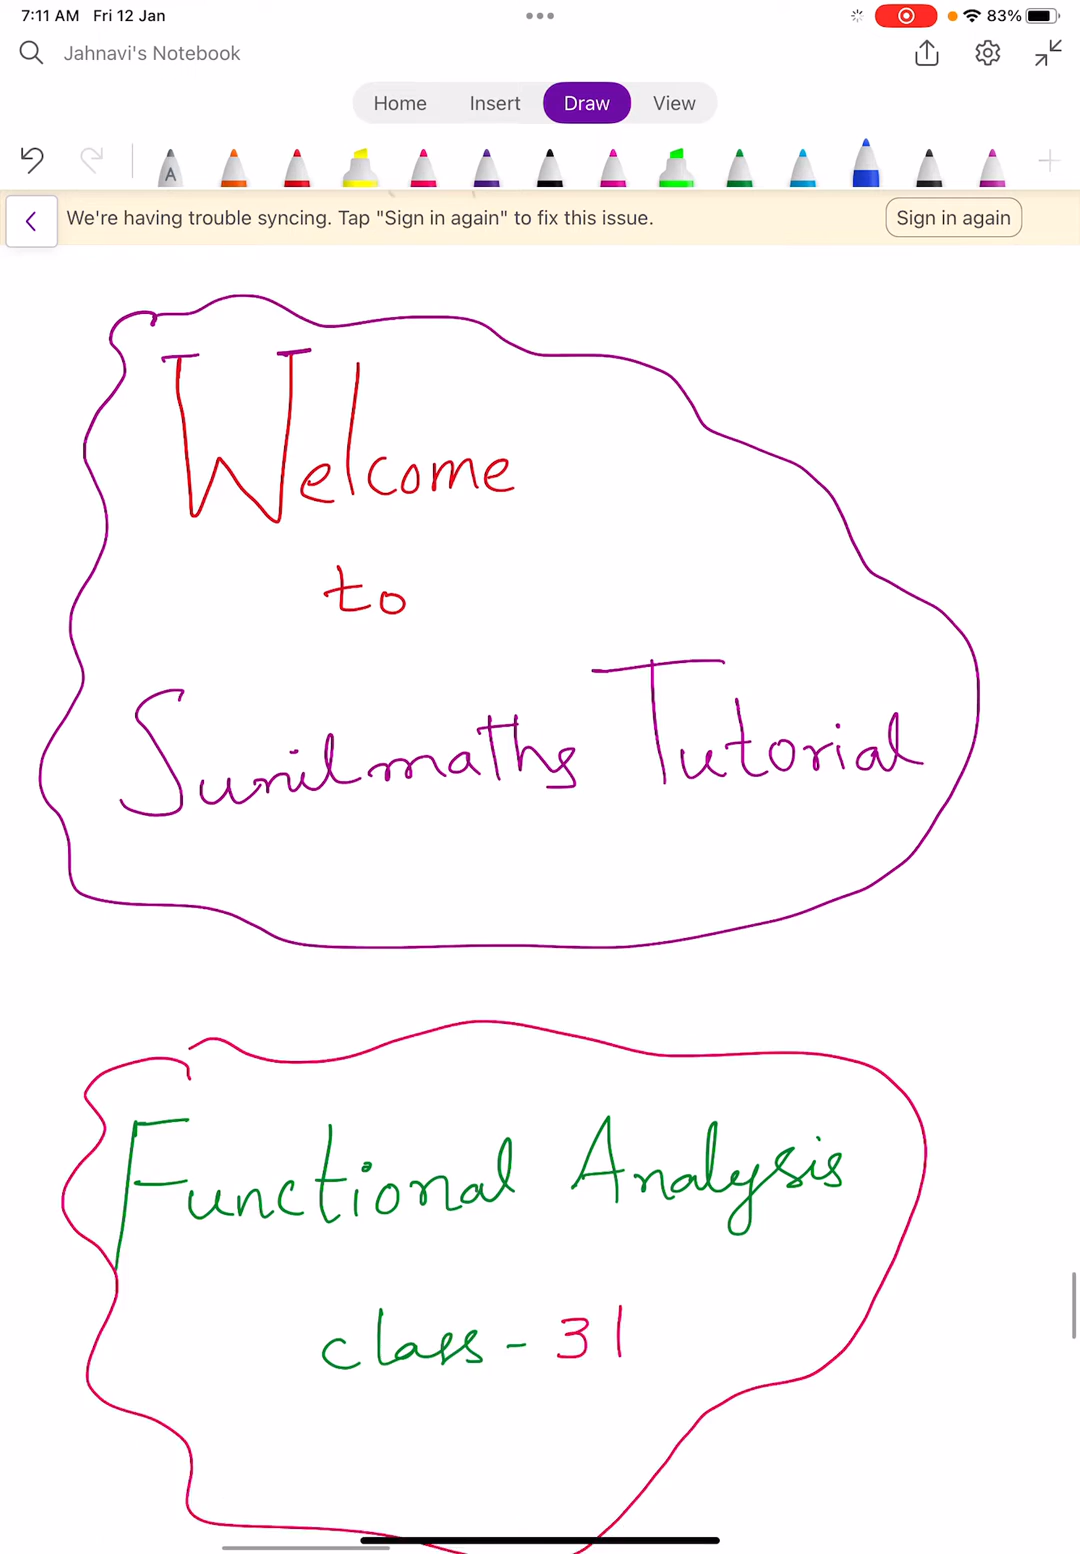 7:11 AM Fri 12 Jan
83%
Jahnavi's Notebook
Home Insert Draw View
A
We're having trouble syncing. Tap "Sign in again" to fix this issue.
Sign in again
Welcome
to
Sunilmaths Tutorial
Functional Analysis
class - 31